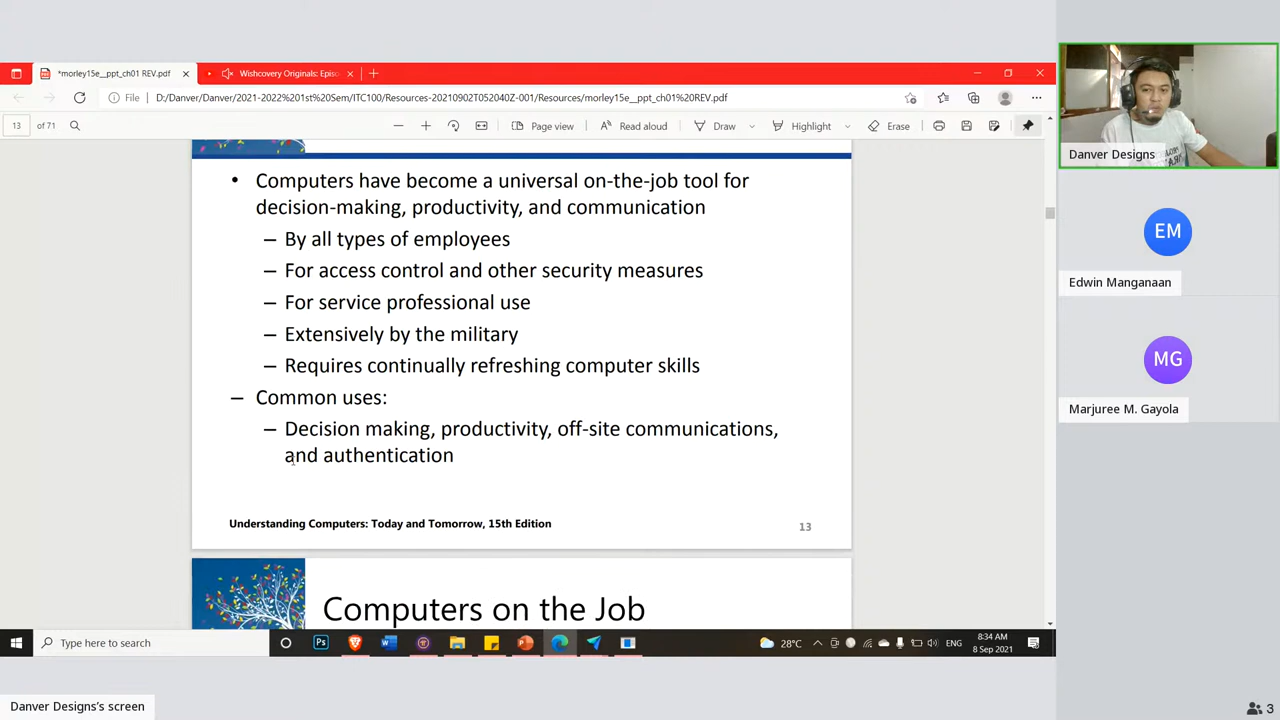 *morley15e__ppt_ch01 REV.pdf
Wishcovery Originals: Episo
File
D:/Danver/Danver/2021-2022%201st%20Sem/ITC100/Resources-20210902T052040Z-001/Resources/morley15e__ppt_ch01%20REV.pdf
13 of 71
Page view
Read aloud
Draw
Highlight
Erase
• Computers have become a universal on-the-job tool for
decision-making, productivity, and communication
– By all types of employees
– For access control and other security measures
– For service professional use
– Extensively by the military
– Requires continually refreshing computer skills
– Common uses:
– Decision making, productivity, off-site communications,
and authentication
Understanding Computers: Today and Tomorrow, 15th Edition
13
Computers on the Job
Type here to search
Ps
28°C
ENG
8:34 AM
8 Sep 2021
Danver Designs's screen
Danver Designs
EM
Edwin Manganaan
MG
Marjuree M. Gayola
3